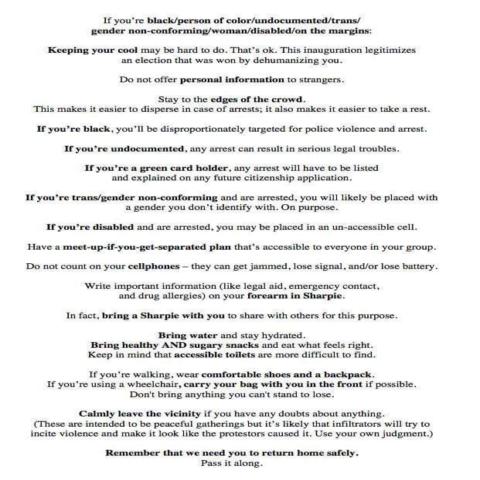 If you're black/person of color/undocumented/trans/
gender non-conforming/woman/disabled/on the margins:
Keeping your cool may be hard to do. That's ok. This inauguration legitimizes
an election that was won by dehumanizing you.
Do not offer personal information to strangers.
Stay to the edges of the crowd.
This makes it easier to disperse in case of arrests; it also makes it easier to take a rest.
If you're black, you'll be disproportionately targeted for police violence and arrest.
If you're undocumented, any arrest can result in serious legal troubles.
If you're a green card holder, any arrest will have to be listed
and explained on any future citizenship application.
If you're trans/gender non-conforming and are arrested, you will likely be placed with
a gender you don't identify with. On purpose.
If you're disabled and are arrested, you may be placed in an un-accessible cell.
Have a meet-up-if-you-get-separated plan that's accessible to everyone in your group.
Do not count on your cellphones – they can get jammed, lose signal, and/or lose battery.
Write important information (like legal aid, emergency contact,
and drug allergies) on your forearm in Sharpie.
In fact, bring a Sharpie with you to share with others for this purpose.
Bring water and stay hydrated.
Bring healthy AND sugary snacks and eat what feels right.
Keep in mind that accessible toilets are more difficult to find.
If you're walking, wear comfortable shoes and a backpack.
If you're using a wheelchair, carry your bag with you in the front if possible.
Don't bring anything you can't stand to lose.
Calmly leave the vicinity if you have any doubts about anything.
(These are intended to be peaceful gatherings but it's likely that infiltrators will try to
incite violence and make it look like the protestors caused it. Use your own judgment.)
Remember that we need you to return home safely.
Pass it along.